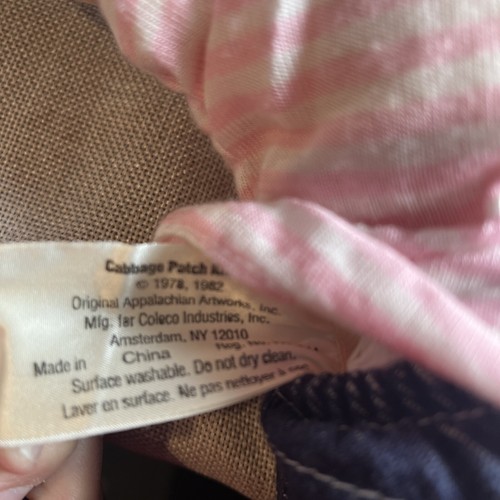 Cabbage Patch
© 1978, 1982
Original Appalachian Artworks, Inc.
Mfg. for Coleco Industries, Inc.
Amsterdam, NY 12010
Made in China
Surface washable. Do not dry clean.
Laver en surface. Ne pas nettoyer à